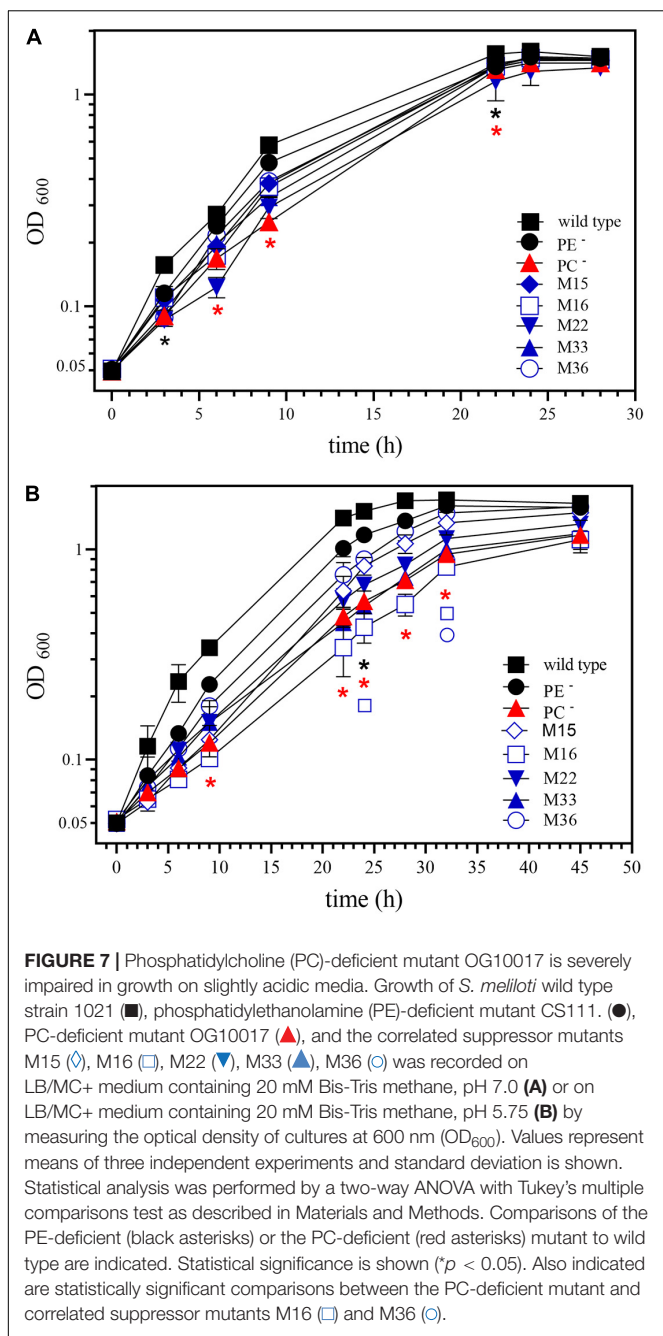 A
OD 600
1
0.1
0.05
*
*
*
*
*
wild type
PE -
PC -
M15
M16
M22
M33
M36
0 5 10 15 20 25 30
time (h)
B
OD 600
1
0.1
0.05
*
*
*
*
*
*
wild type
PE -
PC -
M15
M16
M22
M33
M36
0 5 10 15 20 25 30 35 40 45 50
time (h)
FIGURE 7 | Phosphatidylcholine (PC)-deficient mutant OG10017 is severely
impaired in growth on slightly acidic media. Growth of S. meliloti wild type
strain 1021 (■), phosphatidylethanolamine (PE)-deficient mutant CS111. (●),
PC-deficient mutant OG10017 (▲), and the correlated suppressor mutants
M15 (◊), M16 (□), M22 (▼), M33 (▲), M36 (○) was recorded on
LB/MC+ medium containing 20 mM Bis-Tris methane, pH 7.0 (A) or on
LB/MC+ medium containing 20 mM Bis-Tris methane, pH 5.75 (B) by
measuring the optical density of cultures at 600 nm (OD600). Values represent
means of three independent experiments and standard deviation is shown.
Statistical analysis was performed by a two-way ANOVA with Tukey's multiple
comparisons test as described in Materials and Methods. Comparisons of the
PE-deficient (black asterisks) or the PC-deficient (red asterisks) mutant to wild
type are indicated. Statistical significance is shown (*p < 0.05). Also indicated
are statistically significant comparisons between the PC-deficient mutant and
correlated suppressor mutants M16 (□) and M36 (○).